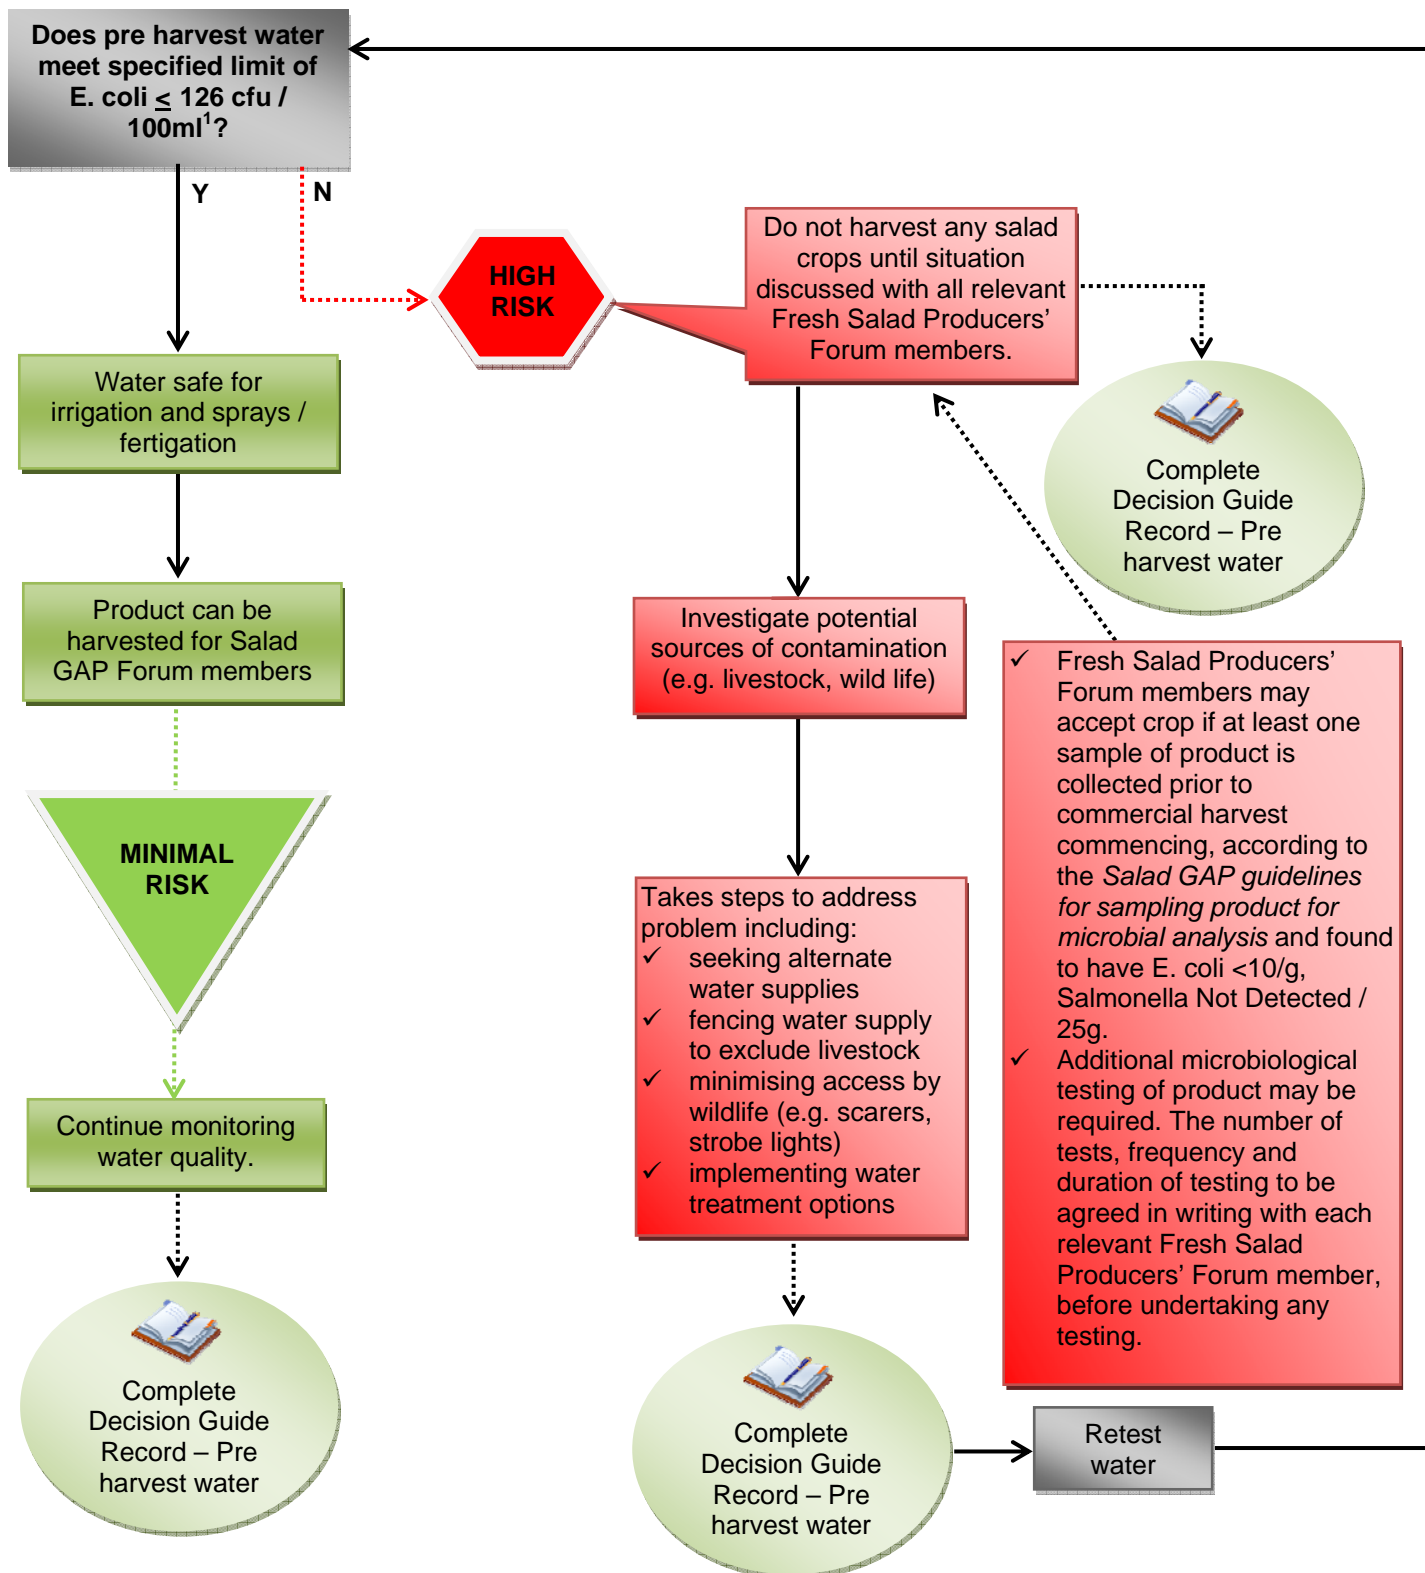 Does pre harvest water
meet specified limit of
E. coli ≤ 126 cfu /
100ml¹?
Y
N
HIGH
RISK
Do not harvest any salad
crops until situation
discussed with all relevant
Fresh Salad Producers’
Forum members.
Water safe for
irrigation and sprays /
fertigation
Complete
Decision Guide
Record – Pre
harvest water
Product can be
harvested for Salad
GAP Forum members
Investigate potential
sources of contamination
(e.g. livestock, wild life)
✓ Fresh Salad Producers’
Forum members may
accept crop if at least one
sample of product is
collected prior to
commercial harvest
commencing, according to
the Salad GAP guidelines
for sampling product for
microbial analysis and found
to have E. coli <10/g,
Salmonella Not Detected /
25g.
✓ Additional microbiological
testing of product may be
required. The number of
tests, frequency and
duration of testing to be
agreed in writing with each
relevant Fresh Salad
Producers’ Forum member,
before undertaking any
testing.
MINIMAL
RISK
Takes steps to address
problem including:
✓ seeking alternate
water supplies
✓ fencing water supply
to exclude livestock
✓ minimising access by
wildlife (e.g. scarers,
strobe lights)
✓ implementing water
treatment options
Continue monitoring
water quality.
Complete
Decision Guide
Record – Pre
harvest water
Complete
Decision Guide
Record – Pre
harvest water
Retest
water